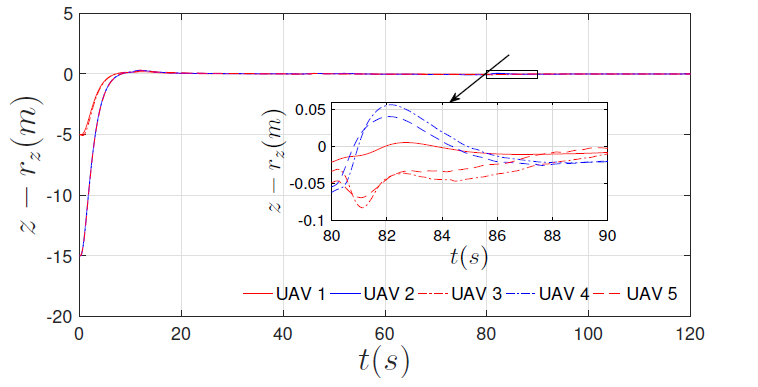 5
0
-5
-10
-15
-20
z − r_z(m)
0 20 40 60 80 100 120
t(s)
0.05
0
-0.05
-0.1
z − r_z(m)
80 82 84 86 88 90
t(s)
UAV 1 UAV 2 UAV 3 UAV 4 UAV 5